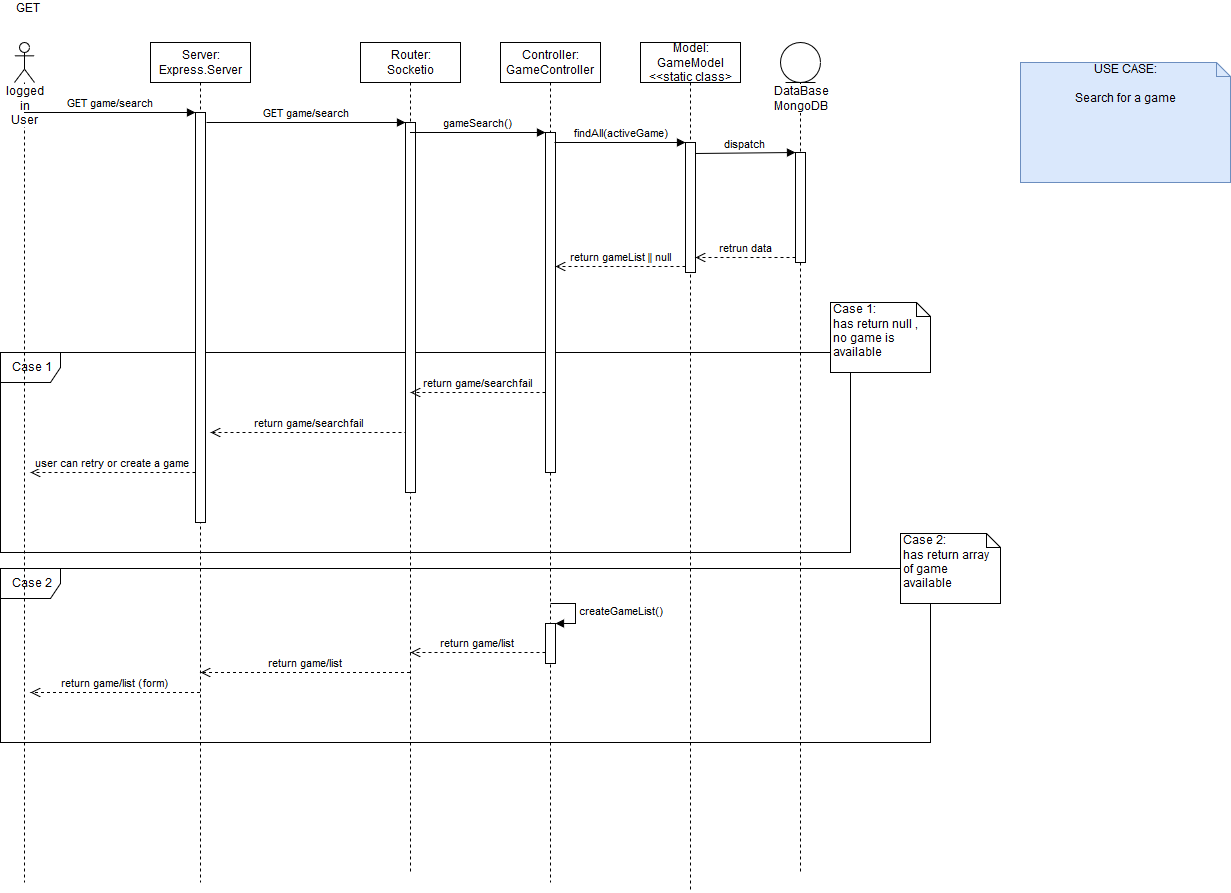 GET
logged
in
User
Server:
Express.Server
Router:
Socketio
Controller:
GameController
Model:
GameModel
<<static class>
DataBase
MongoDB
USE CASE:
Search for a game
GET game/search
GET game/search
gameSearch()
findAll(activeGame)
dispatch
retrun data
return gameList || null
Case 1:
has return null ,
no game is
available
Case 1
return game/searchfail
return game/searchfail
user can retry or create a game
Case 2:
has return array
of game
available
Case 2
createGameList()
return game/list
return game/list
return game/list (form)